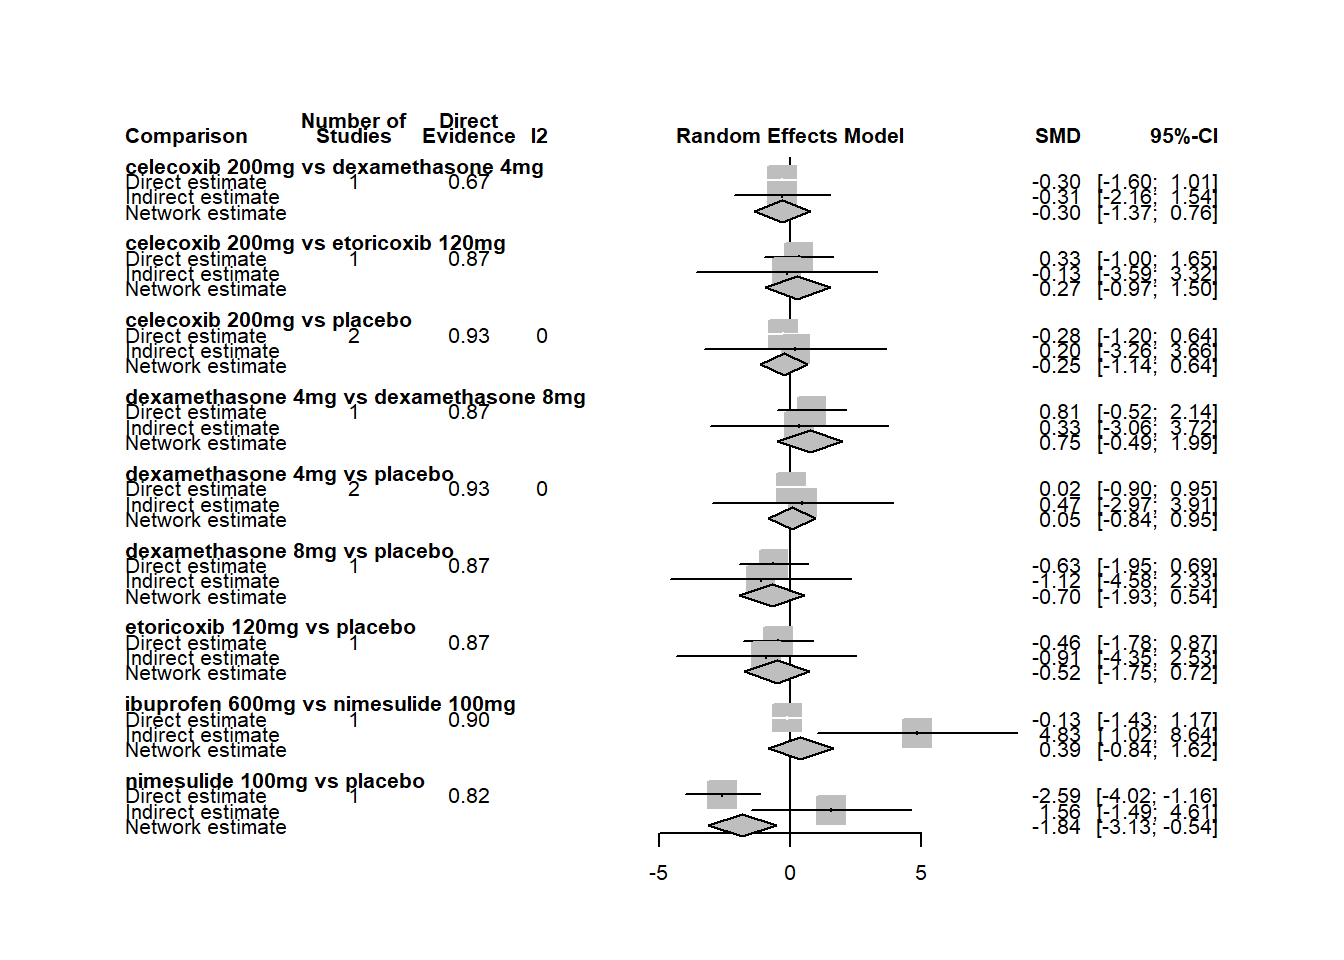 Number of Direct
Comparison Studies Evidence I2 Random Effects Model SMD 95%-CI
celecoxib 200mg vs dexamethasone 4mg
Direct estimate 1 0.67 -0.30 [-1.60; 1.01]
Indirect estimate -0.31 [-2.16; 1.54]
Network estimate -0.30 [-1.37; 0.76]
celecoxib 200mg vs etoricoxib 120mg
Direct estimate 1 0.87 0.33 [-1.00; 1.65]
Indirect estimate -0.13 [-3.59; 3.32]
Network estimate 0.27 [-0.97; 1.50]
celecoxib 200mg vs placebo
Direct estimate 2 0.93 0 -0.28 [-1.20; 0.64]
Indirect estimate 0.20 [-3.26; 3.66]
Network estimate -0.25 [-1.14; 0.64]
dexamethasone 4mg vs dexamethasone 8mg
Direct estimate 1 0.87 0.81 [-0.52; 2.14]
Indirect estimate 0.33 [-3.06; 3.72]
Network estimate 0.75 [-0.49; 1.99]
dexamethasone 4mg vs placebo
Direct estimate 2 0.93 0 0.02 [-0.90; 0.95]
Indirect estimate 0.47 [-2.97; 3.91]
Network estimate 0.05 [-0.84; 0.95]
dexamethasone 8mg vs placebo
Direct estimate 1 0.87 -0.63 [-1.95; 0.69]
Indirect estimate -1.12 [-4.58; 2.33]
Network estimate -0.70 [-1.93; 0.54]
etoricoxib 120mg vs placebo
Direct estimate 1 0.87 -0.46 [-1.78; 0.87]
Indirect estimate -0.91 [-4.35; 2.53]
Network estimate -0.52 [-1.75; 0.72]
ibuprofen 600mg vs nimesulide 100mg
Direct estimate 1 0.90 -0.13 [-1.43; 1.17]
Indirect estimate 4.83 [ 1.02; 8.64]
Network estimate 0.39 [-0.84; 1.62]
nimesulide 100mg vs placebo
Direct estimate 1 0.82 -2.59 [-4.02; -1.16]
Indirect estimate 1.56 [-1.49; 4.61]
Network estimate -1.84 [-3.13; -0.54]
-5 0 5